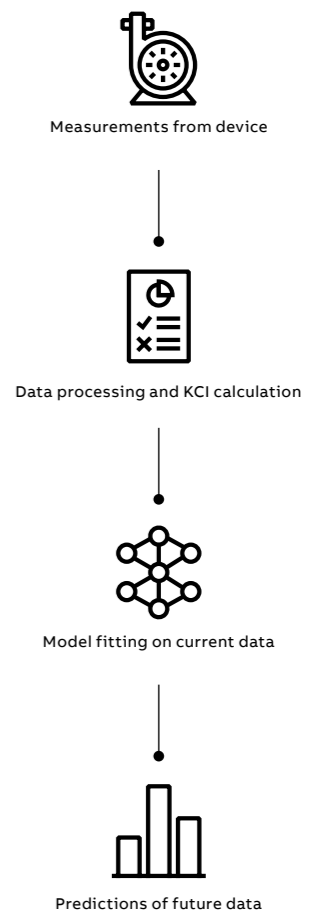 Measurements from device
Data processing and KCI calculation
Model fitting on current data
Predictions of future data